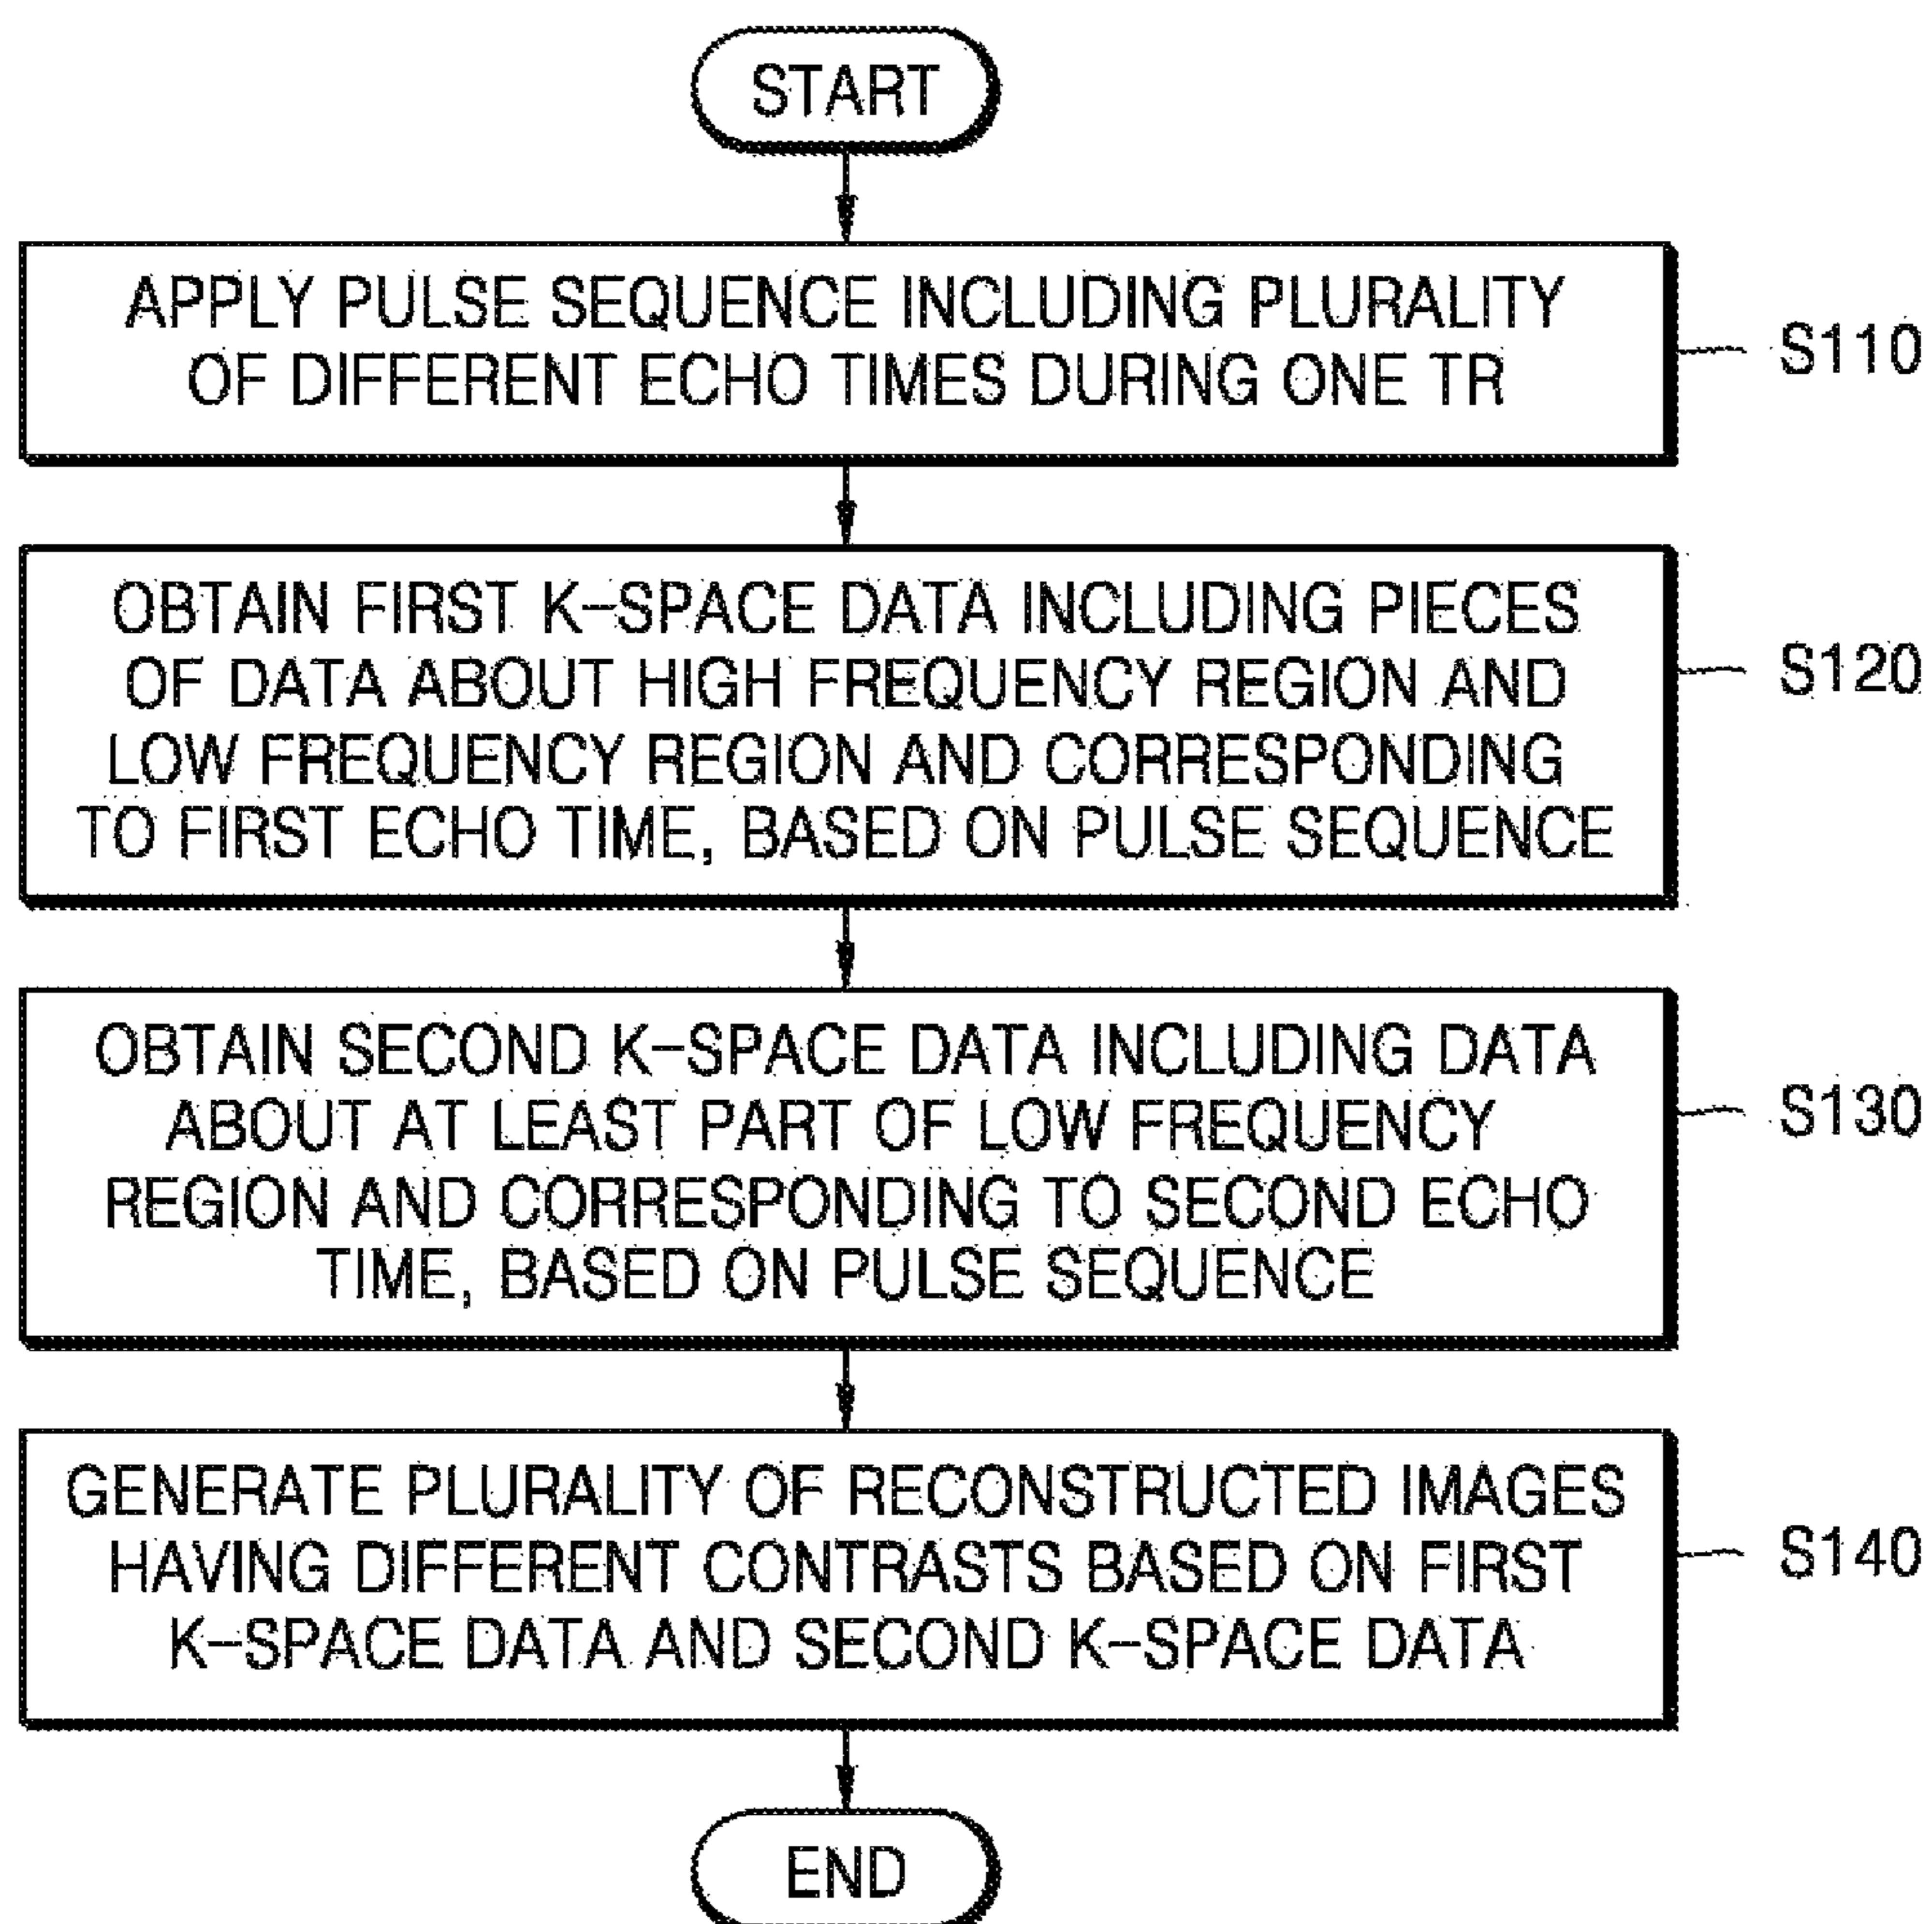 START
APPLY PULSE SEQUENCE INCLUDING PLURALITY
OF DIFFERENT ECHO TIMES DURING ONE TR
S110
OBTAIN FIRST K-SPACE DATA INCLUDING PIECES
OF DATA ABOUT HIGH FREQUENCY REGION AND
LOW FREQUENCY REGION AND CORRESPONDING
TO FIRST ECHO TIME, BASED ON PULSE SEQUENCE
S120
OBTAIN SECOND K-SPACE DATA INCLUDING DATA
ABOUT AT LEAST PART OF LOW FREQUENCY
REGION AND CORRESPONDING TO SECOND ECHO
TIME, BASED ON PULSE SEQUENCE
S130
GENERATE PLURALITY OF RECONSTRUCTED IMAGES
HAVING DIFFERENT CONTRASTS BASED ON FIRST
K-SPACE DATA AND SECOND K-SPACE DATA
S140
END